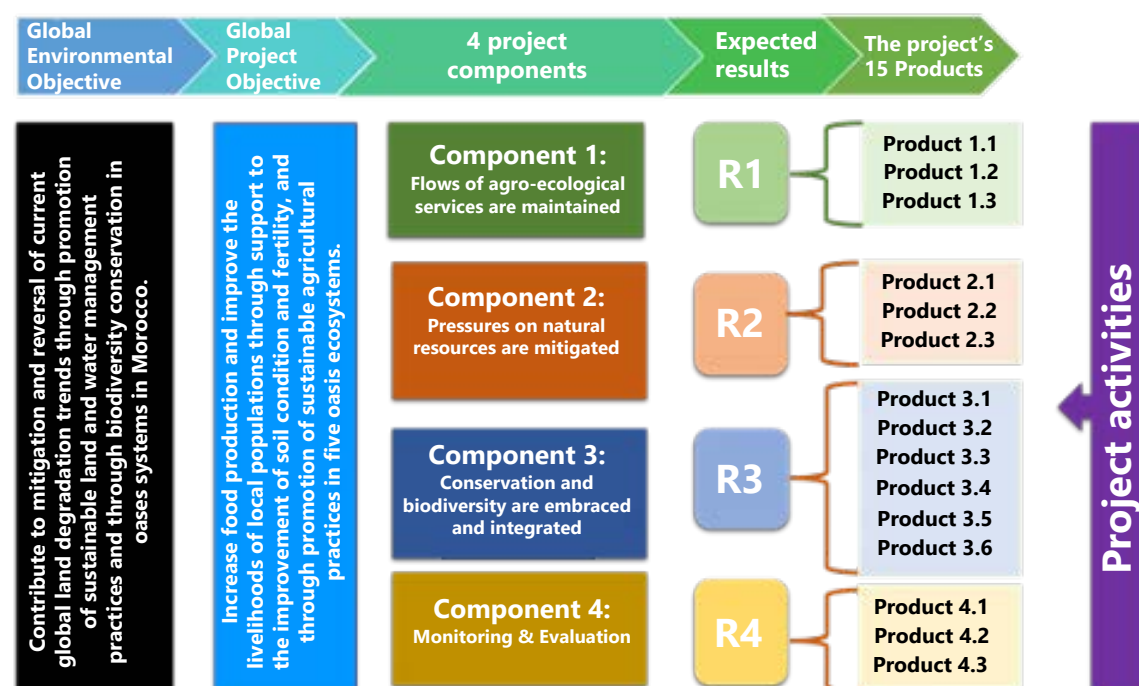 Global
Environmental
Objective
Global
Project
Objective
4 project
components
Expected
results
The project's
15 Products
Contribute to mitigation and reversal of current
global land degradation trends through promotion
of sustainable land and water management
practices and through biodiversity conservation in
oases systems in Morocco.
Increase food production and improve the
livelihoods of local populations through support to
the improvement of soil condition and fertility, and
through promotion of sustainable agricultural
practices in five oasis ecosystems.
Component 1:
Flows of agro-ecological
services are maintained
R1
Product 1.1
Product 1.2
Product 1.3
Component 2:
Pressures on natural
resources are mitigated
R2
Product 2.1
Product 2.2
Product 2.3
Component 3:
Conservation and
biodiversity are embraced
and integrated
R3
Product 3.1
Product 3.2
Product 3.3
Product 3.4
Product 3.5
Product 3.6
Component 4:
Monitoring & Evaluation
R4
Product 4.1
Product 4.2
Product 4.3
Project activities